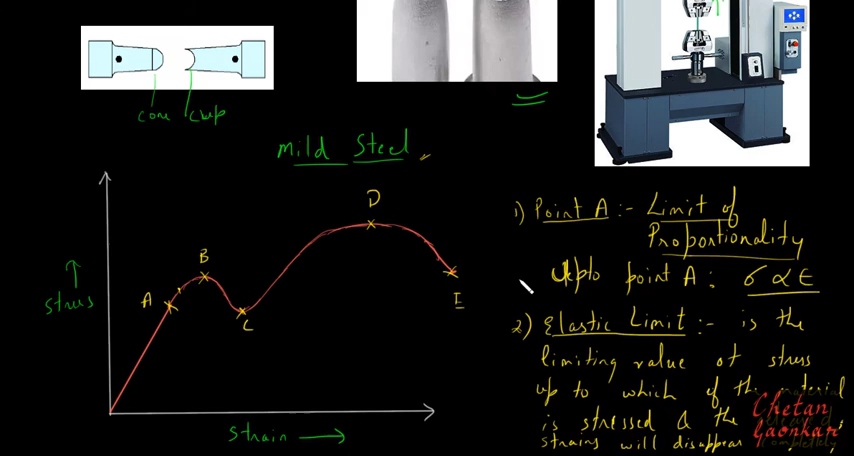 cone cup
Mild Steel
stress
Strain
A
B
C
D
E
1) Point A :- Limit of
Proportionality
Upto point A : σ ∝ ε
2) Elastic Limit :- is the
limiting value of stress
up to which if the material
is stressed & the
strains will disappear completely
Chetan
Gaonkar